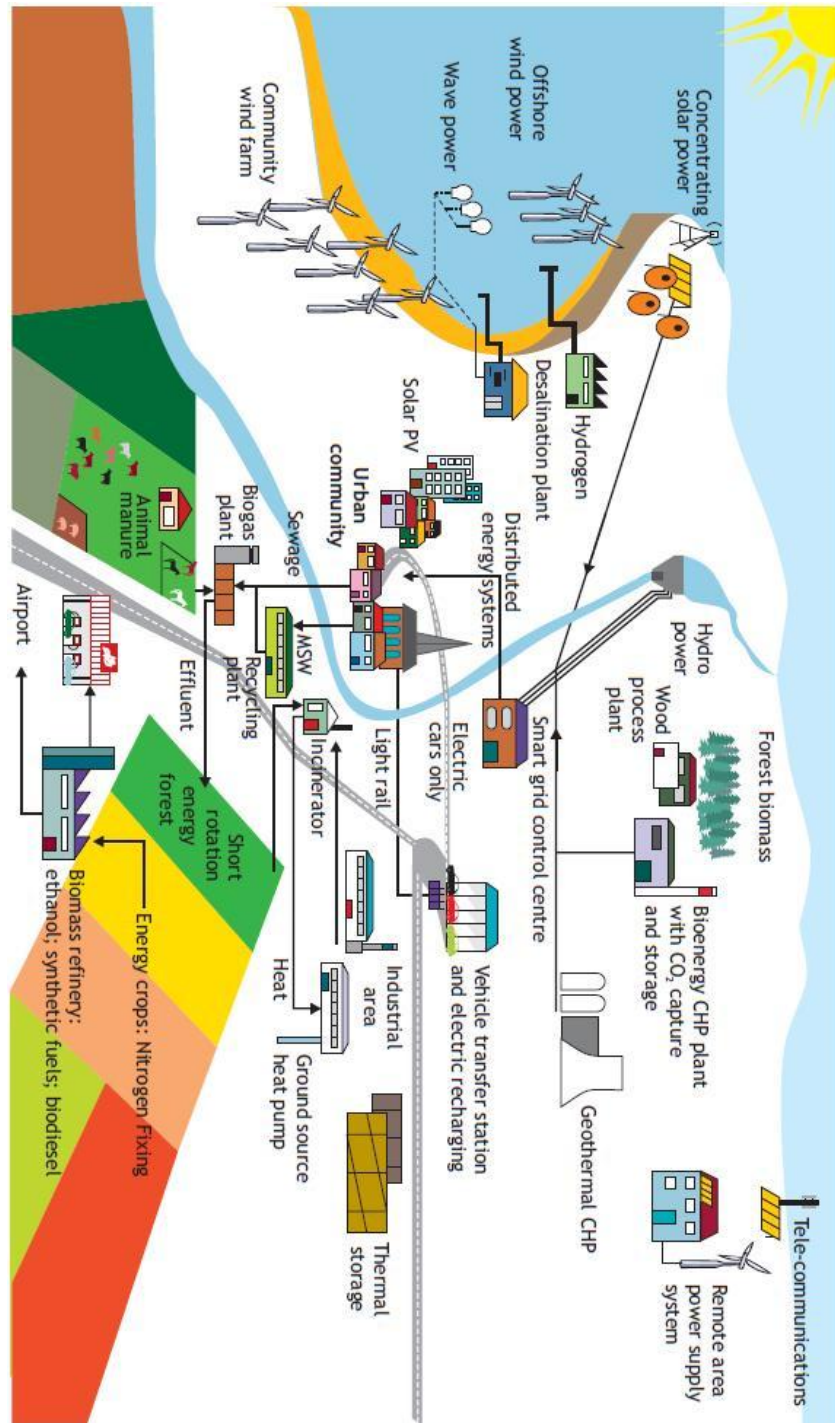 Concentrating
solar power
Offshore
wind power
Wave power
Community
wind farm
Hydrogen
Desalination plant
Solar PV
Urban
community
Distributed
energy systems
Sewage
Biogas
plant
Animal
manure
MSW
Recycling
plant
Effluent
Airport
Hydro
power
Wood
process
plant
Forest biomass
Smart grid control centre
Electric
cars only
Light rail
Incinerator
Short
rotation
energy
forest
Bioenergy CHP plant
with CO₂ capture
and storage
Geothermal CHP
Vehicle transfer station
and electric recharging
Industrial
area
Heat
Ground source
heat pump
Energy crops: Nitrogen Fixing
Biomass refinery:
ethanol; synthetic fuels; biodiesel
Thermal
storage
Tele-communications
Remote area
power supply
system